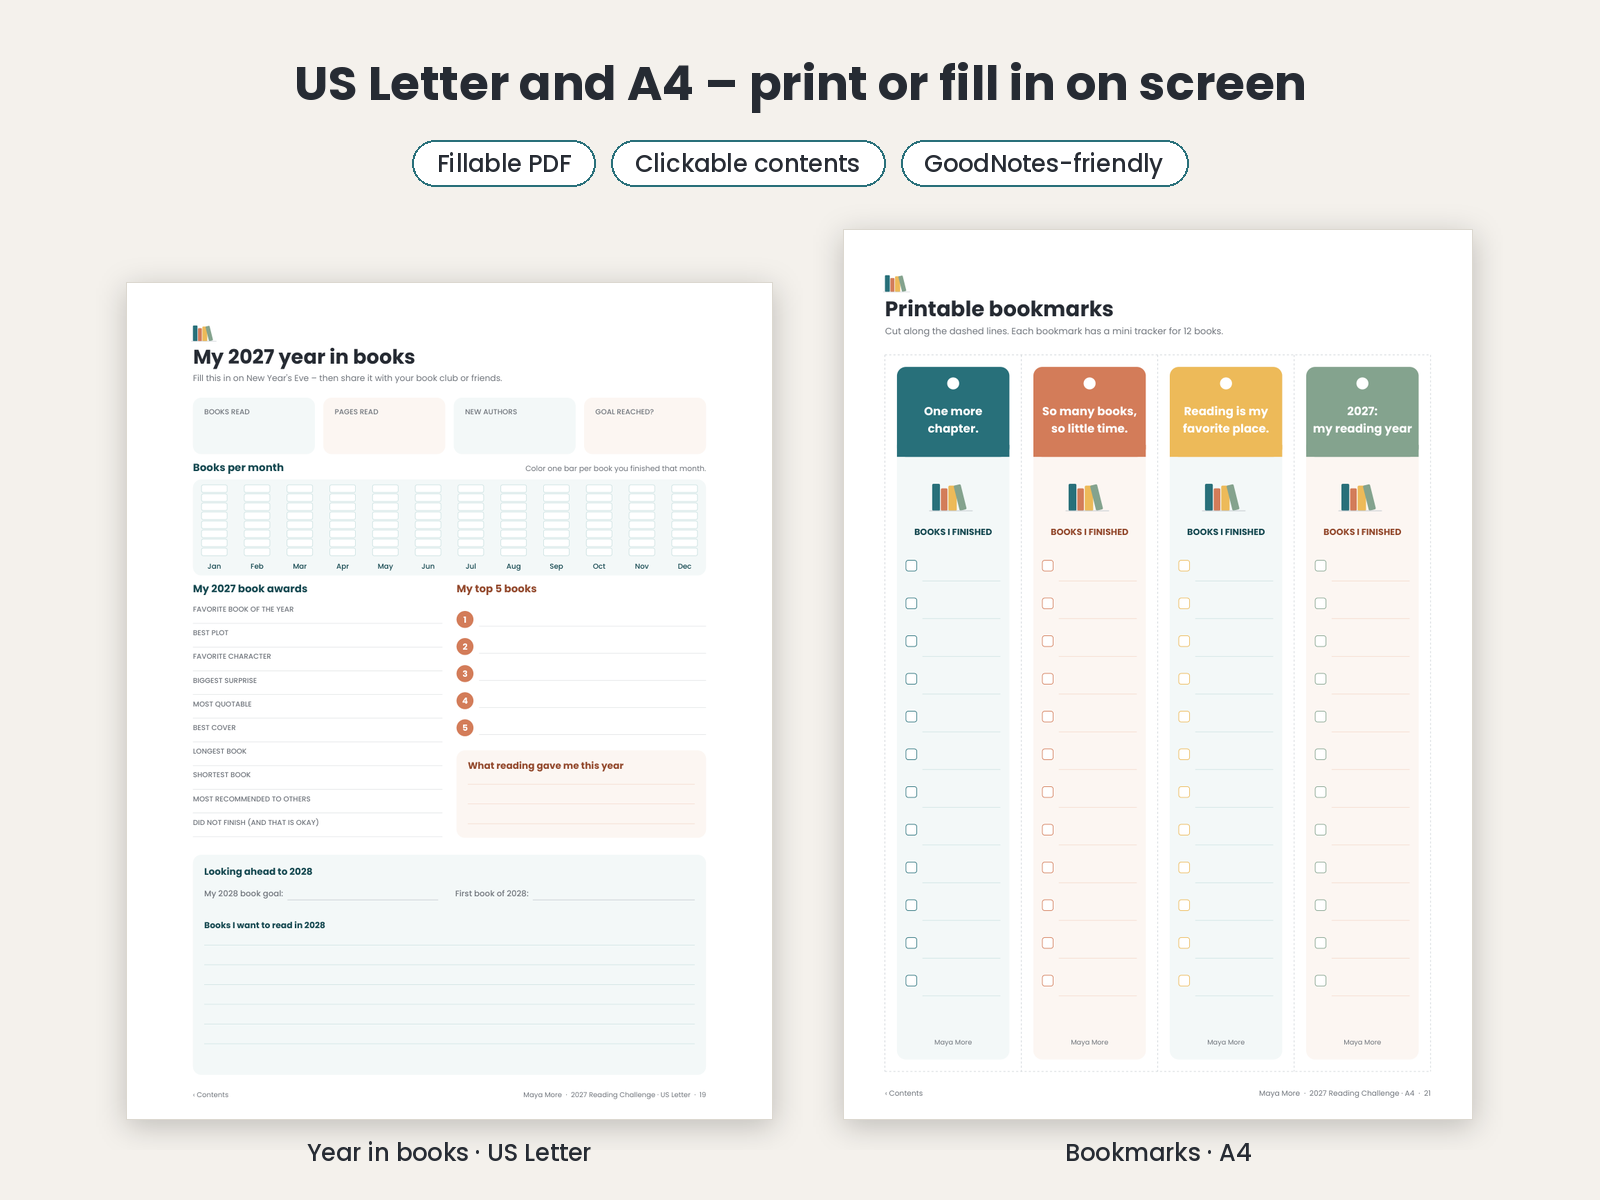 US Letter and A4 – print or fill in on screen
Fillable PDF
Clickable contents
GoodNotes-friendly
My 2027 year in books
Fill this in on New Year's Eve – then share it with your book club or friends.
BOOKS READ
PAGES READ
NEW AUTHORS
GOAL REACHED?
Books per month
Color one bar per book you finished that month.
Jan Feb Mar Apr May Jun Jul Aug Sep Oct Nov Dec
My 2027 book awards
FAVORITE BOOK OF THE YEAR
BEST PLOT
FAVORITE CHARACTER
BIGGEST SURPRISE
MOST QUOTABLE
BEST COVER
LONGEST BOOK
SHORTEST BOOK
MOST RECOMMENDED TO OTHERS
DID NOT FINISH (AND THAT IS OKAY)
My top 5 books
1
2
3
4
5
What reading gave me this year
Looking ahead to 2028
My 2028 book goal:
First book of 2028:
Books I want to read in 2028
‹ Contents
Maya More · 2027 Reading Challenge · US Letter · 19
Year in books · US Letter
Printable bookmarks
Cut along the dashed lines. Each bookmark has a mini tracker for 12 books.
One more
chapter.
BOOKS I FINISHED
Maya More
So many books,
so little time.
BOOKS I FINISHED
Maya More
Reading is my
favorite place.
BOOKS I FINISHED
Maya More
2027:
my reading year
BOOKS I FINISHED
Maya More
‹ Contents
Maya More · 2027 Reading Challenge · A4 · 21
Bookmarks · A4